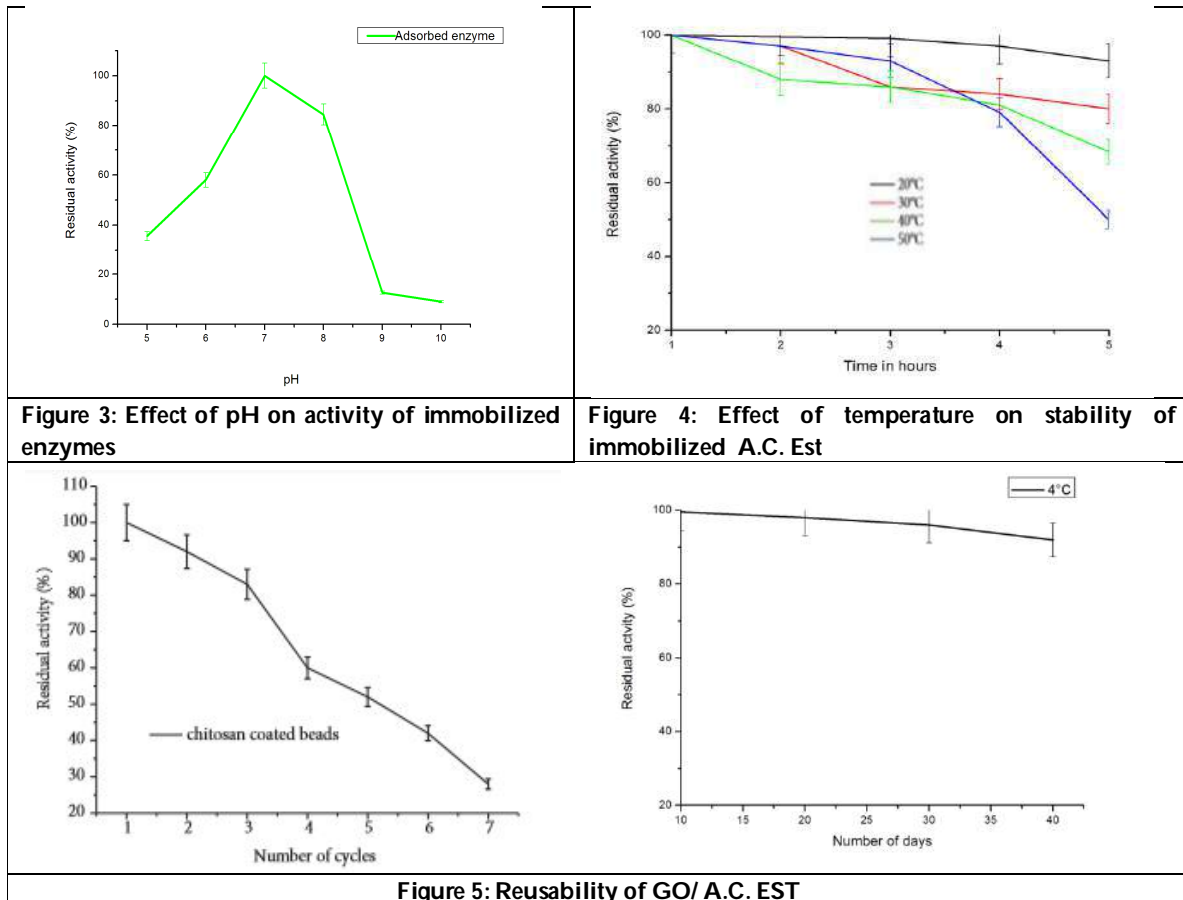 Adsorbed enzyme
100
80
60
40
20
0
Residual activity (%)
5 6 7 8 9 10
pH
100
80
60
40
20
Residual activity (%)
20°C
30°C
40°C
50°C
1 2 3 4 5
Time in hours
Figure 3: Effect of pH on activity of immobilized
enzymes
Figure 4: Effect of temperature on stability of
immobilized A.C. Est
110
100
90
80
70
60
50
40
30
20
Residual activity (%)
chitosan coated beads
1 2 3 4 5 6 7
Number of cycles
4°C
100
80
60
40
20
Residual activity (%)
10 15 20 25 30 35 40
Number of days
Figure 5: Reusability of GO/ A.C. EST